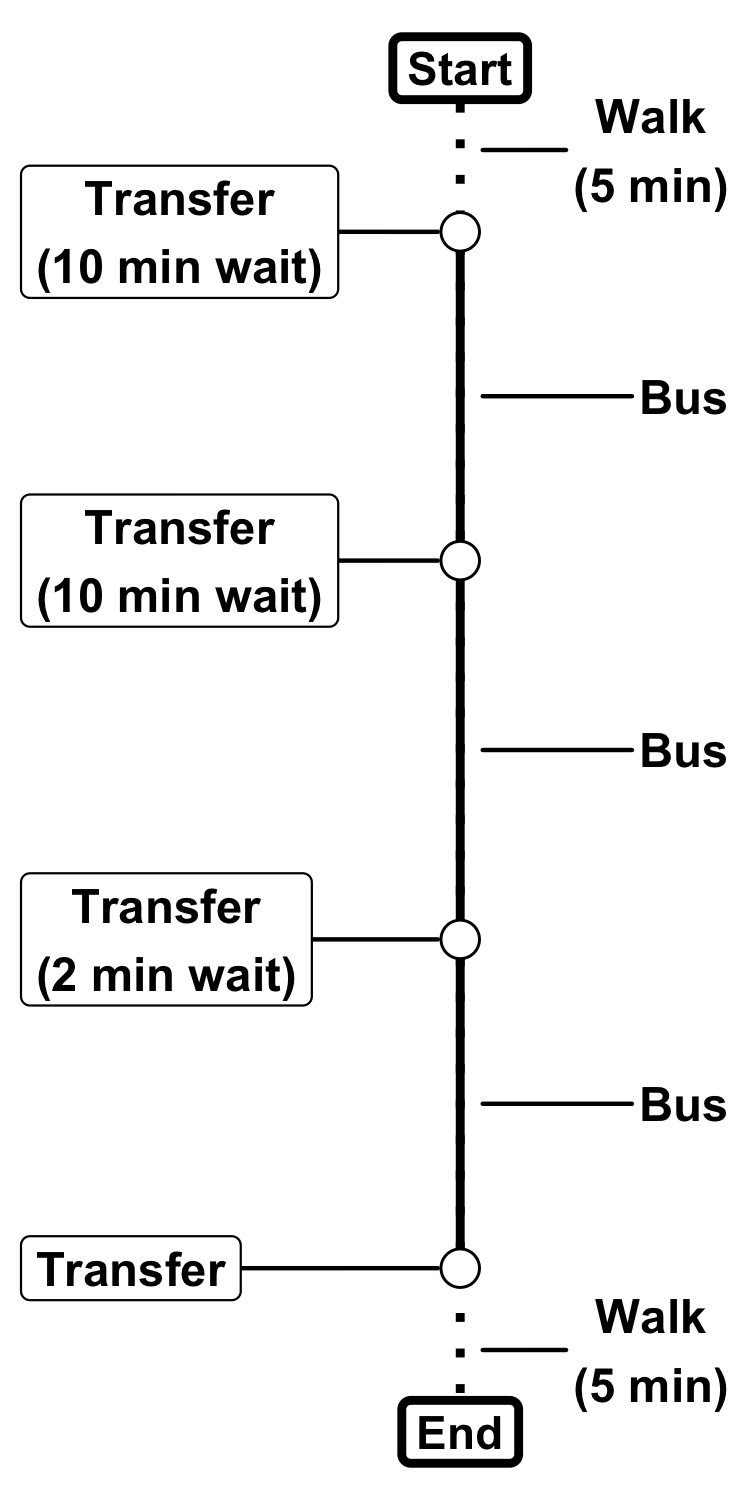 Start
Walk
(5 min)
Transfer
(10 min wait)
Bus
Transfer
(10 min wait)
Bus
Transfer
(2 min wait)
Bus
Transfer
Walk
(5 min)
End